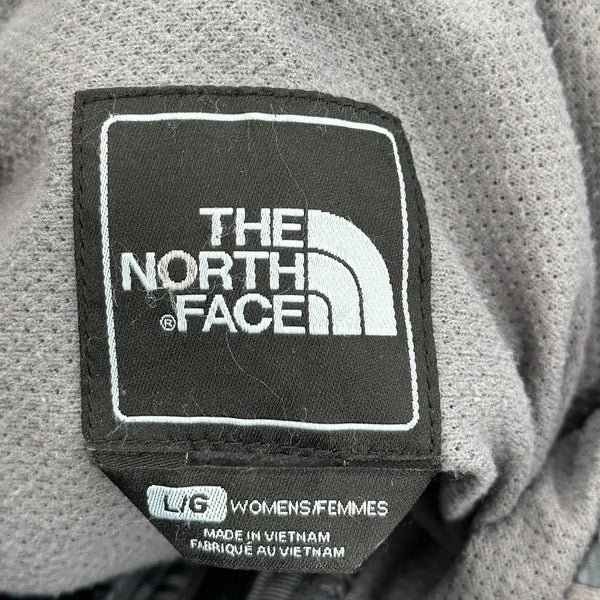 THE
NORTH
® FACE
L/G WOMENS/FEMMES
MADE IN VIETNAM
FABRIQUÉ AU VIETNAM